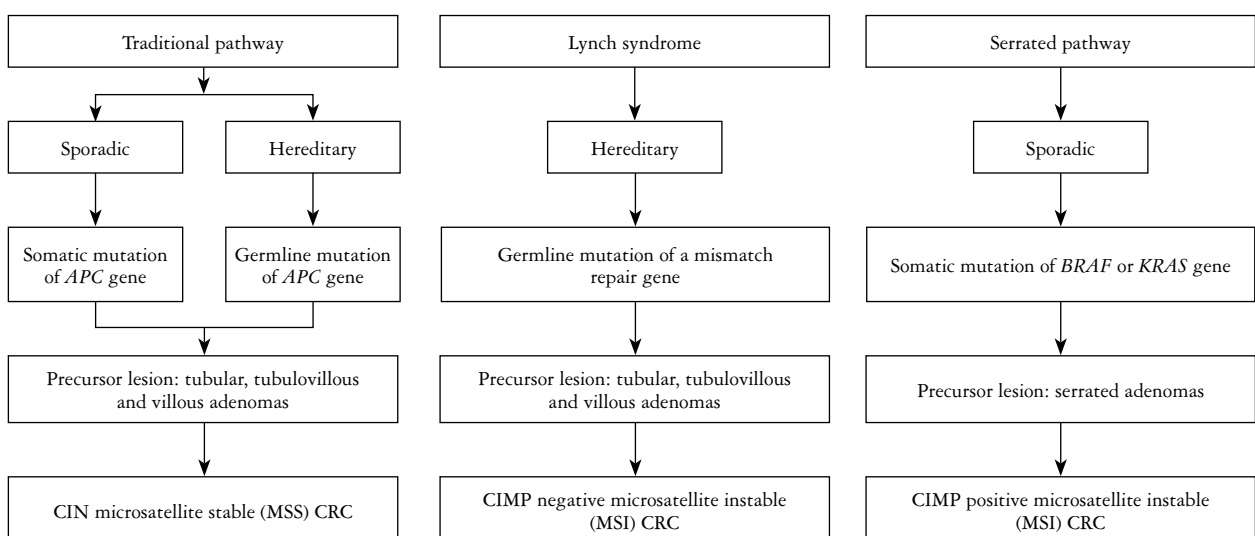 Traditional pathway
Sporadic
Hereditary
Somatic mutation
of APC gene
Germline mutation
of APC gene
Precursor lesion: tubular, tubulovillous
and villous adenomas
CIN microsatellite stable (MSS) CRC
Lynch syndrome
Hereditary
Germline mutation of a mismatch
repair gene
Precursor lesion: tubular, tubulovillous
and villous adenomas
CIMP negative microsatellite instable
(MSI) CRC
Serrated pathway
Sporadic
Somatic mutation of BRAF or KRAS gene
Precursor lesion: serrated adenomas
CIMP positive microsatellite instable
(MSI) CRC